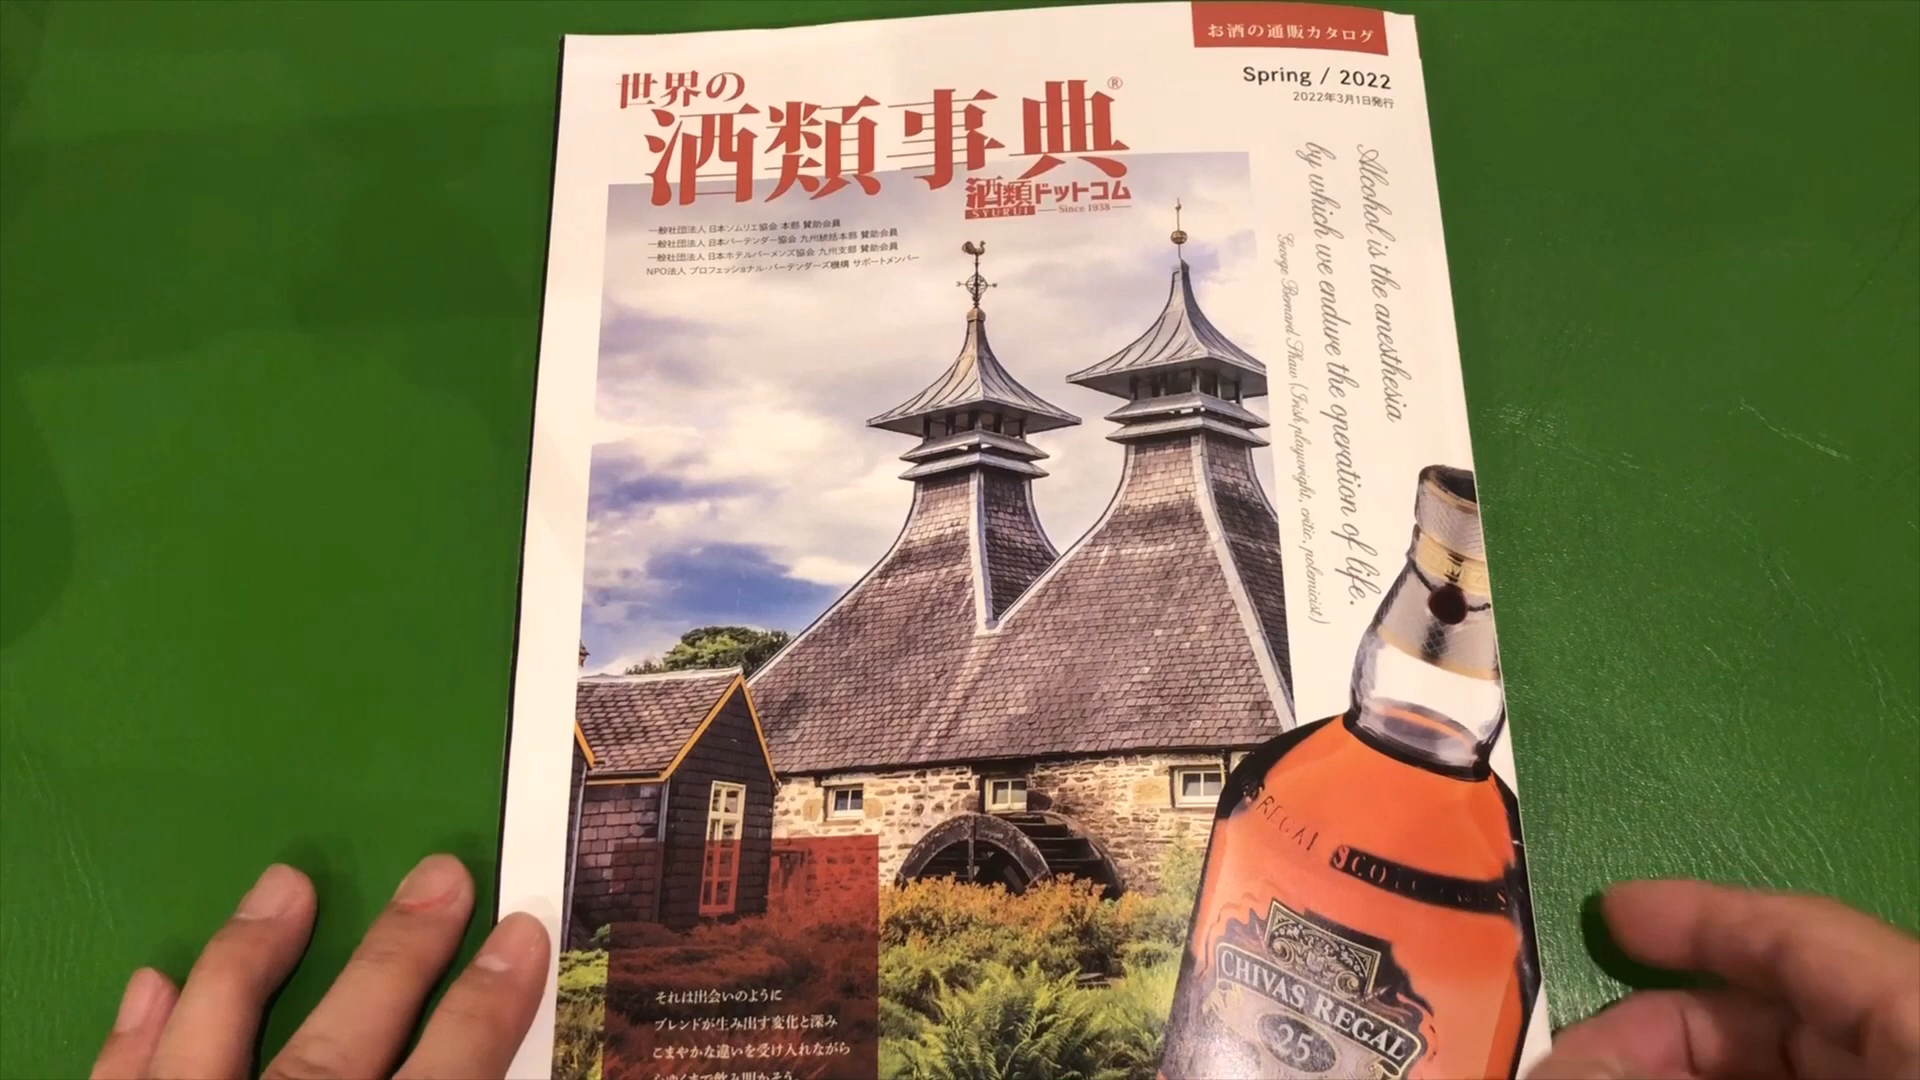 お酒の通販カタログ
Spring / 2022
2022年3月1日発行
世界の
酒類事典®
酒類ドットコム
SYURUI
Since 1938
一般社団法人 日本ソムリエ協会 本部 賛助会員
一般社団法人 日本バーテンダー協会 九州統括本部 賛助会員
一般社団法人 日本ホテルバーメンズ協会 九州支部 賛助会員
NPO法人 プロフェッショナル・バーテンダーズ機構 サポートメンバー
Alcohol is the anesthesia
by which we endure the operation of life.
George Bernard Shaw (Irish playwright, critic, polemicist)
REGAL
CHIVAS REGAL
25
それは出会いのように
ブレンドが生み出す変化と深み
こまやかな違いを受け入れながら